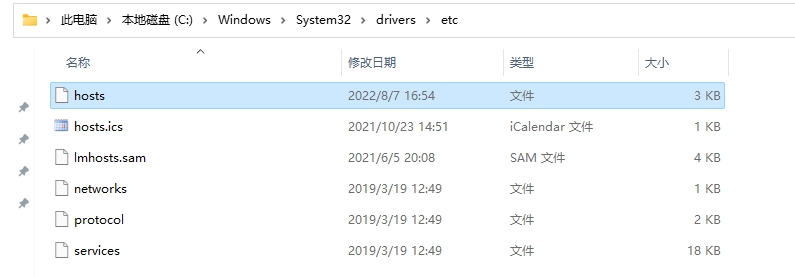 此电脑 > 本地磁盘 (C:) > Windows > System32 > drivers > etc
名称 修改日期 类型 大小
hosts 2022/8/7 16:54 文件 3 KB
hosts.ics 2021/10/23 14:51 iCalendar 文件 1 KB
lmhosts.sam 2021/6/5 20:08 SAM 文件 4 KB
networks 2019/3/19 12:49 文件 1 KB
protocol 2019/3/19 12:49 文件 2 KB
services 2019/3/19 12:49 文件 18 KB